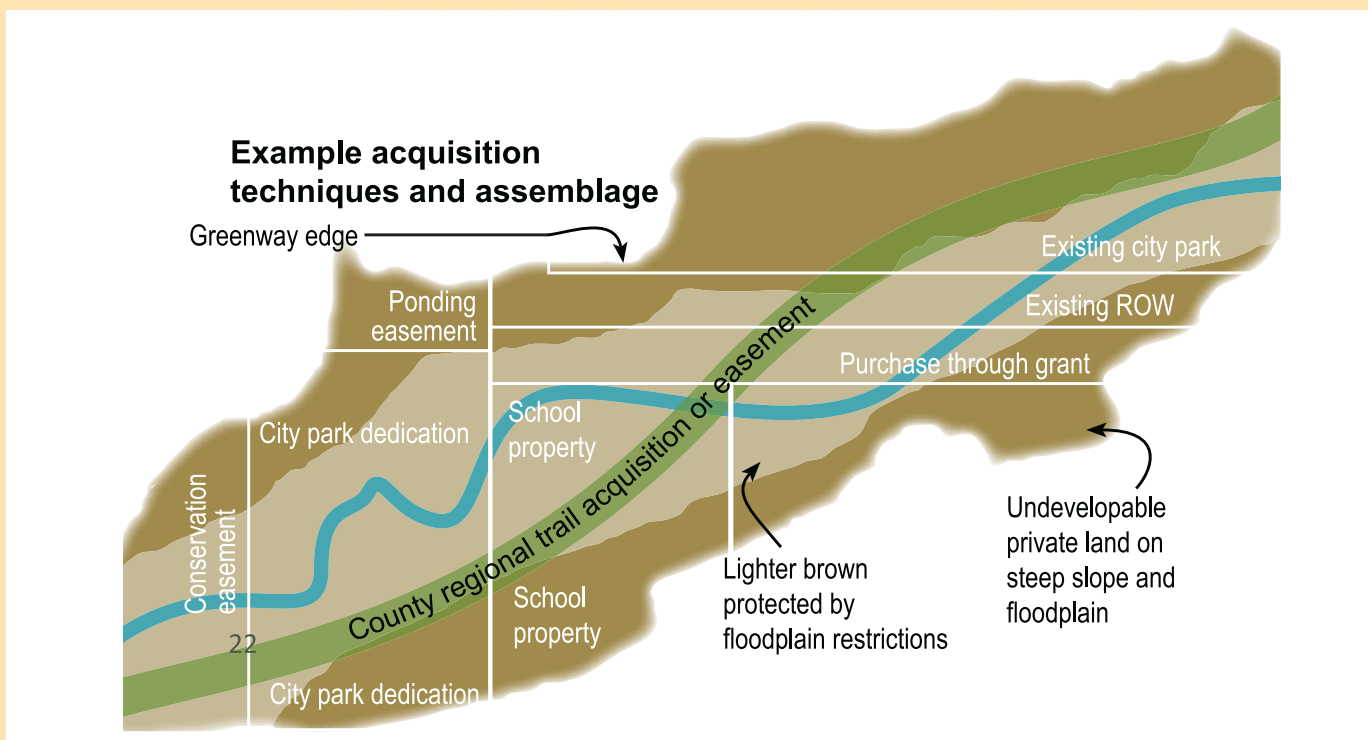 Example acquisition
techniques and assemblage
Greenway edge
Existing city park
Ponding
easement
Existing ROW
Purchase through grant
City park dedication
School
property
County regional trail acquisition or easement
Conservation
easement
Undevelopable
private land on
steep slope and
floodplain
Lighter brown
protected by
floodplain restrictions
School
property
22
City park dedication